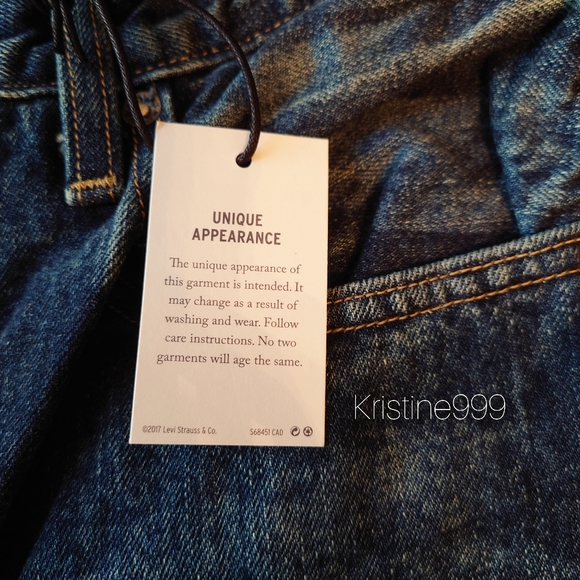 UNIQUE
APPEARANCE
The unique appearance of
this garment is intended. It
may change as a result of
washing and wear. Follow
care instructions. No two
garments will age the same.
©2017 Levi Strauss & Co. 568451 CAD
Kristine999